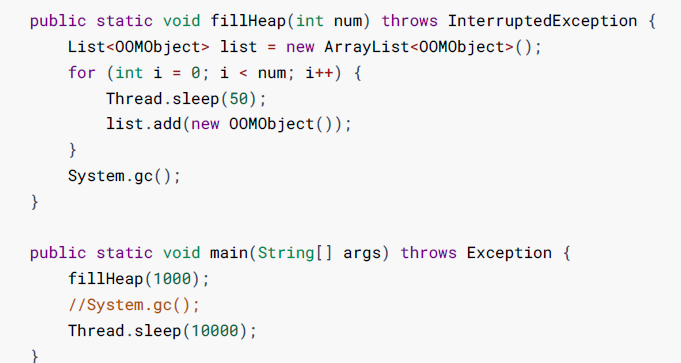 public static void fillHeap(int num) throws InterruptedException {
    List<OOMObject> list = new ArrayList<OOMObject>();
    for (int i = 0; i < num; i++) {
        Thread.sleep(50);
        list.add(new OOMObject());
    }
    System.gc();
}

public static void main(String[] args) throws Exception {
    fillHeap(1000);
    //System.gc();
    Thread.sleep(10000);
}